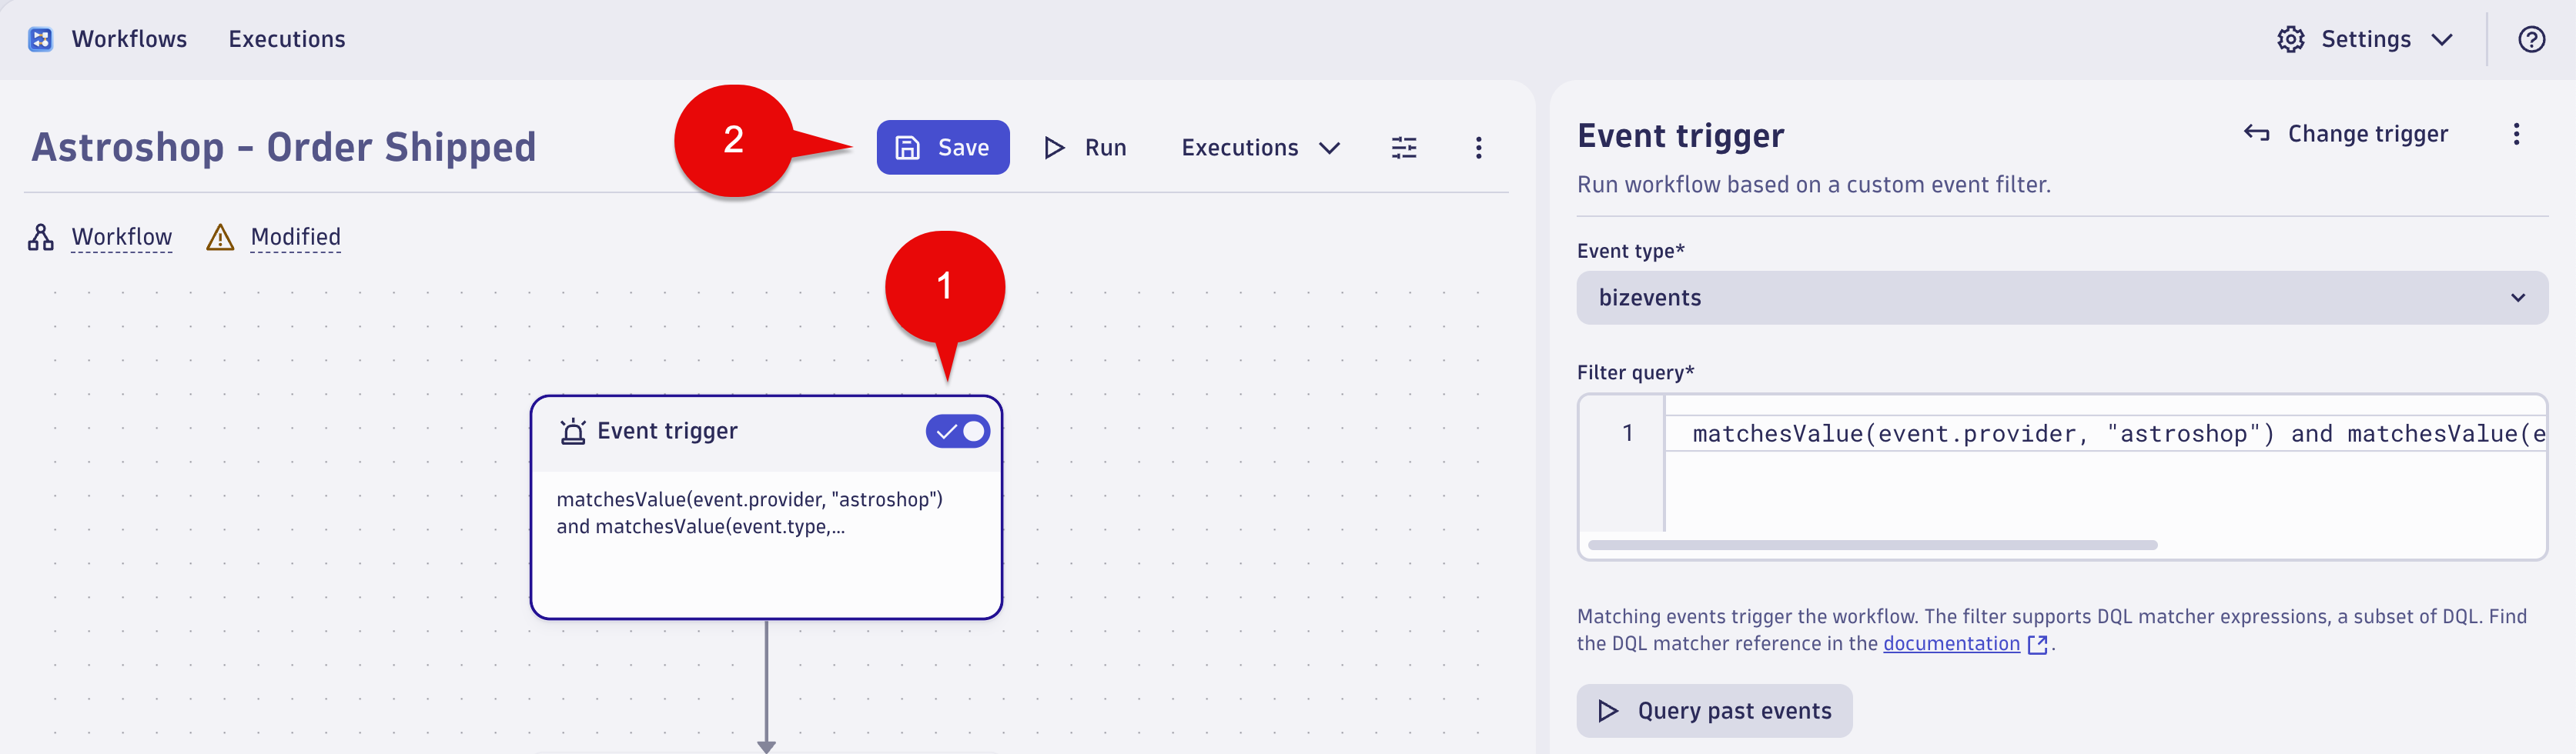 Workflows Executions Settings
Astroshop - Order Shipped
2
Save Run Executions
Workflow Modified
1
Event trigger
matchesValue(event.provider, "astroshop")
and matchesValue(event.type,...
Event trigger
Change trigger
Run workflow based on a custom event filter.
Event type*
bizevents
Filter query*
1 matchesValue(event.provider, "astroshop") and matchesValue(e
Matching events trigger the workflow. The filter supports DQL matcher expressions, a subset of DQL. Find
the DQL matcher reference in the documentation .
Query past events